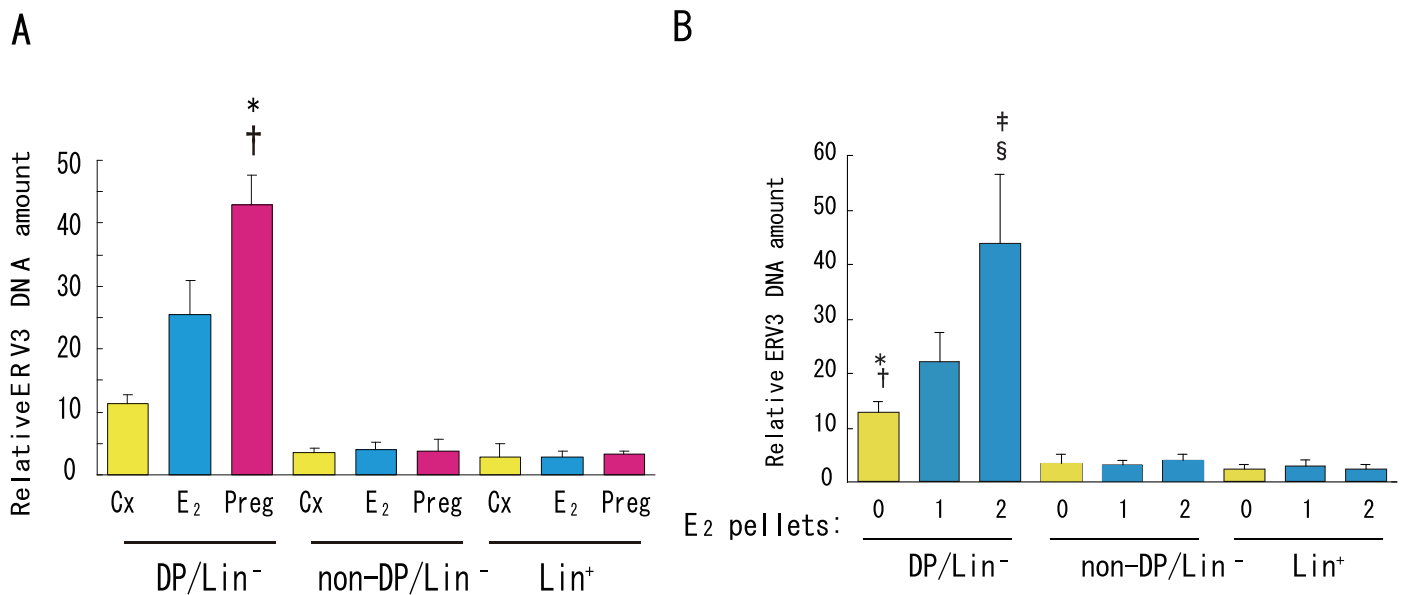 A
*
†
Relative ERV3 DNA amount
50
40
30
20
10
0
Cx E₂ Preg Cx E₂ Preg Cx E₂ Preg
DP/Lin⁻ non-DP/Lin⁻ Lin⁺
B
‡
§
*
†
Relative ERV3 DNA amount
60
50
40
30
20
10
0
E₂ pellets: 0 1 2 0 1 2 0 1 2
DP/Lin⁻ non-DP/Lin⁻ Lin⁺